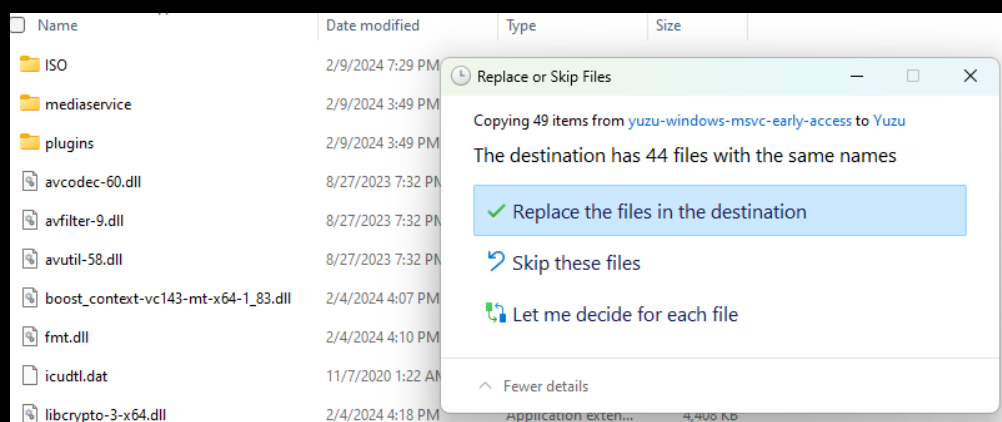 Name Date modified Type Size
ISO 2/9/2024 7:29 PM
Replace or Skip Files
mediaservice 2/9/2024 3:49 PM
Copying 49 items from yuzu-windows-msvc-early-access to Yuzu
plugins 2/9/2024 3:49 PM
The destination has 44 files with the same names
avcodec-60.dll 8/27/2023 7:32 PM
Replace the files in the destination
avfilter-9.dll 8/27/2023 7:32 PM
avutil-58.dll 8/27/2023 7:32 PM
Skip these files
boost_context-vc143-mt-x64-1_83.dll 2/4/2024 4:07 PM
Let me decide for each file
fmt.dll 2/4/2024 4:10 PM
icudtl.dat 11/7/2020 1:22 AM
Fewer details
libcrypto-3-x64.dll 2/4/2024 4:18 PM Application exten... 4,408 KB